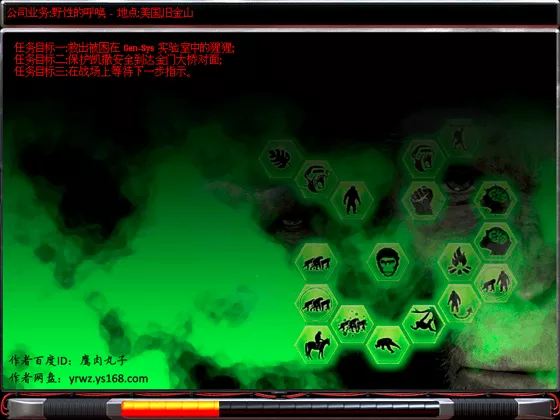 公司业务:野性的呼唤 - 地点:美国旧金山
任务目标一:救出被困在 Gen-Sys 实验室中的猩猩;
任务目标二:保护凯撒安全到达金门大桥对面;
任务目标三:在战场上等待下一步指示。
作者百度ID：鹰肉丸子
作者网盘：yrwz.ys168.com